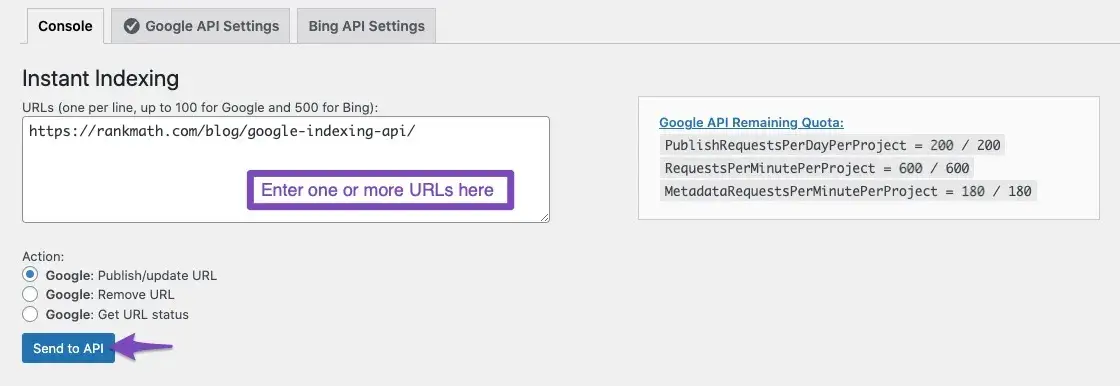 Console
Google API Settings
Bing API Settings
Instant Indexing
URLs (one per line, up to 100 for Google and 500 for Bing):
https://rankmath.com/blog/google-indexing-api/
Enter one or more URLs here
Google API Remaining Quota:
PublishRequestsPerDayPerProject = 200 / 200
RequestsPerMinutePerProject = 600 / 600
MetadataRequestsPerMinutePerProject = 180 / 180
Action:
Google: Publish/update URL
Google: Remove URL
Google: Get URL status
Send to API